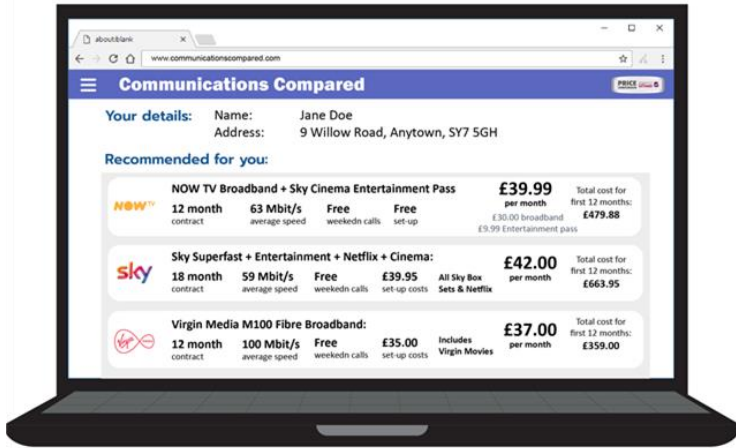 about:blank
www.communicationscompared.com
Communications Compared
PRICE
Your details: Name: Jane Doe
Address: 9 Willow Road, Anytown, SY7 5GH
Recommended for you:
NOW TV
NOW TV Broadband + Sky Cinema Entertainment Pass
12 month 63 Mbit/s Free Free
contract average speed weekedn calls set-up
£39.99
per month
£30.00 broadband
£9.99 Entertainment pass
Total cost for
first 12 months:
£479.88
sky
Sky Superfast + Entertainment + Netflix + Cinema:
18 month 59 Mbit/s Free £39.95 All Sky Box
contract average speed weekedn calls set-up costs Sets & Netflix
£42.00
per month
Total cost for
first 12 months:
£663.95
Virgin
Virgin Media M100 Fibre Broadband:
12 month 100 Mbit/s Free £35.00 Includes
contract average speed weekedn calls set-up costs Virgin Movies
£37.00
per month
Total cost for
first 12 months:
£359.00